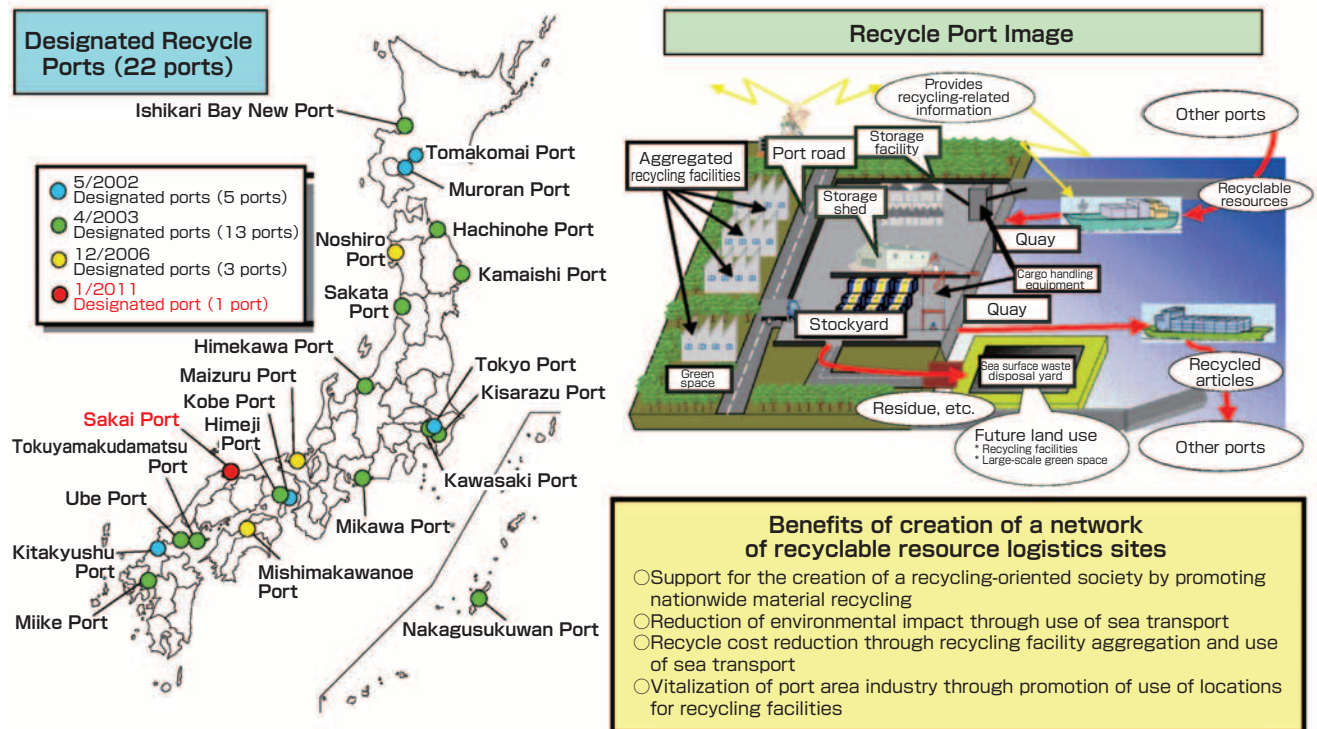 Designated Recycle
Ports (22 ports)
Ishikari Bay New Port
Tomakomai Port
Muroran Port
5/2002
Designated ports (5 ports)
4/2003
Designated ports (13 ports)
12/2006
Designated ports (3 ports)
1/2011
Designated port (1 port)
Hachinohe Port
Noshiro
Port
Kamaishi Port
Sakata
Port
Himekawa Port
Tokyo Port
Maizuru Port
Kisarazu Port
Kobe Port
Sakai Port
Himeji
Port
Tokuyamakudamatsu
Port
Kawasaki Port
Ube Port
Mikawa Port
Kitakyushu
Port
Mishimakawanoe
Port
Miike Port
Nakagusukuwan Port
Recycle Port Image
Provides
recycling-related
information
Other ports
Storage
facility
Port road
Aggregated
recycling facilities
Recyclable
resources
Storage
shed
Quay
Cargo handling
equipment
Quay
Stockyard
Green
space
Sea surface waste
disposal yard
Recycled
articles
Residue, etc.
Future land use
* Recycling facilities
* Large-scale green space
Other ports
Benefits of creation of a network
of recyclable resource logistics sites
○Support for the creation of a recycling-oriented society by promoting
nationwide material recycling
○Reduction of environmental impact through use of sea transport
○Recycle cost reduction through recycling facility aggregation and use
of sea transport
○Vitalization of port area industry through promotion of use of locations
for recycling facilities